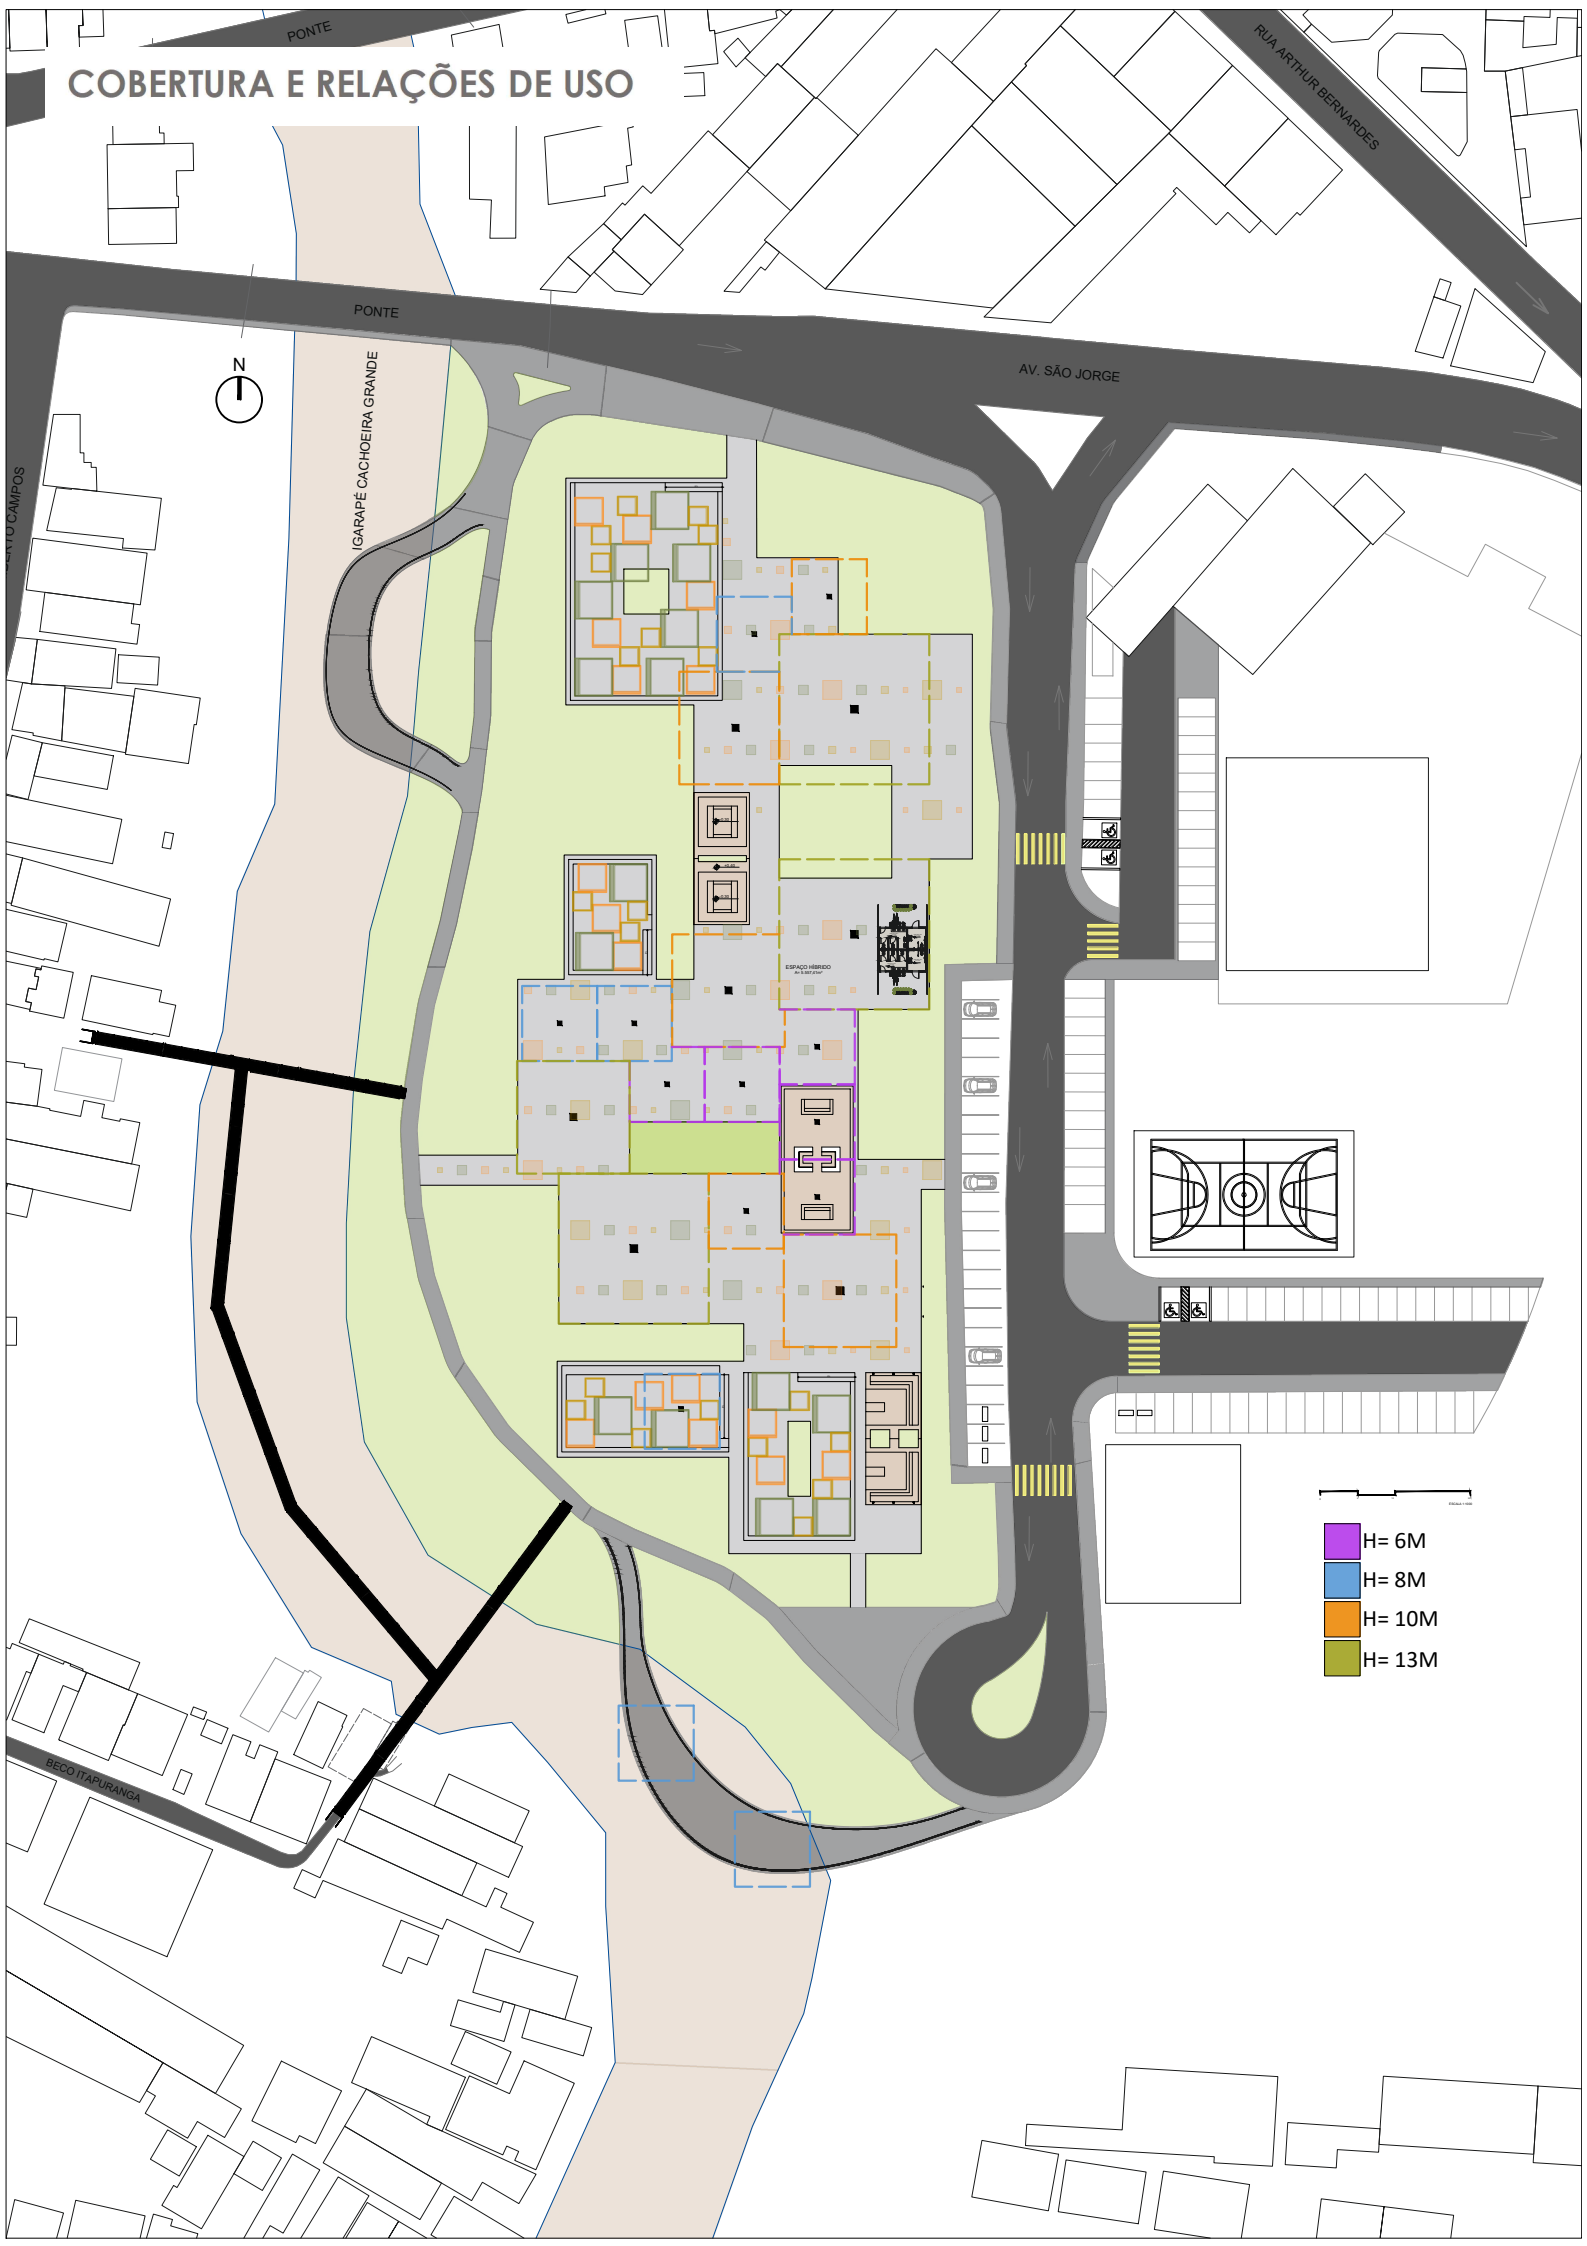 PONTE
COBERTURA E RELAÇÕES DE USO
RUA ARTHUR BERNARDES
PONTE
AV. SÃO JORGE
N
IGARAPÉ CACHOEIRA GRANDE
CAMPOS
ESPAÇO HÍBRIDO
BECO ITAPURANGA
H= 6M
H= 8M
H= 10M
H= 13M